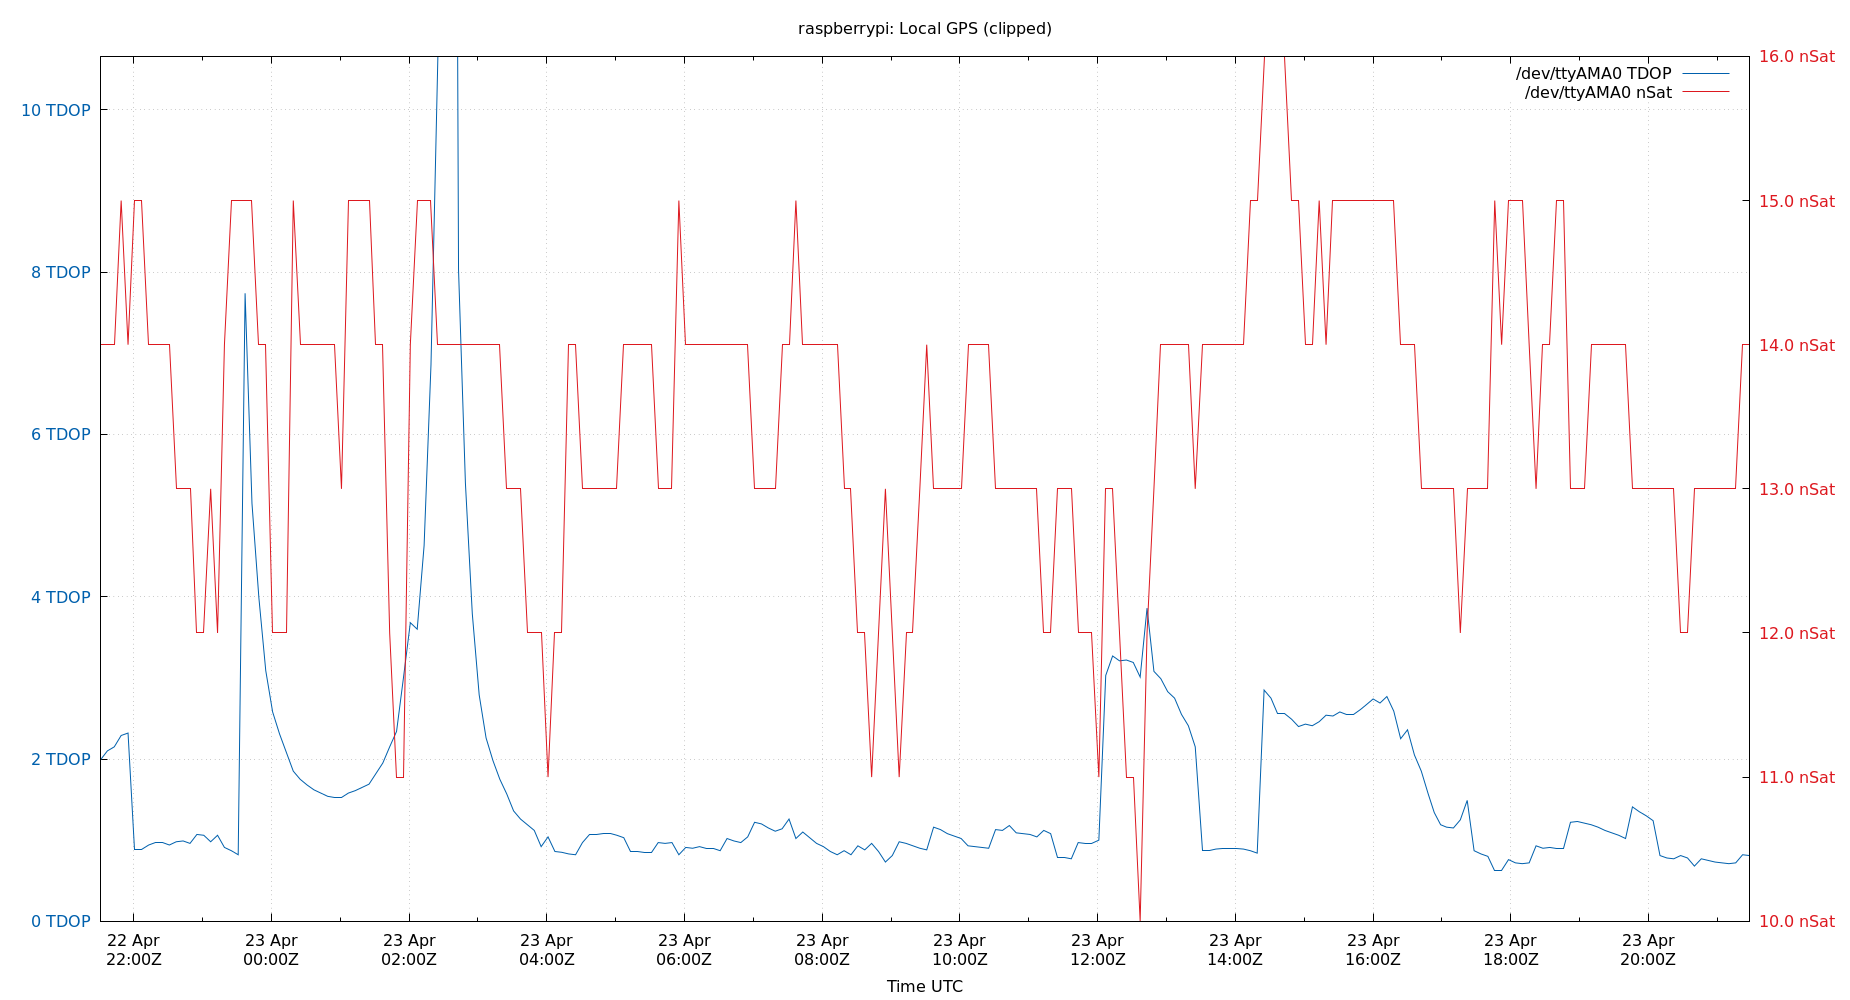 raspberrypi: Local GPS (clipped)
/dev/ttyAMA0 TDOP
/dev/ttyAMA0 nSat
10 TDOP
8 TDOP
6 TDOP
4 TDOP
2 TDOP
0 TDOP
16.0 nSat
15.0 nSat
14.0 nSat
13.0 nSat
12.0 nSat
11.0 nSat
10.0 nSat
22 Apr 23 Apr 23 Apr 23 Apr 23 Apr 23 Apr 23 Apr 23 Apr 23 Apr 23 Apr 23 Apr 23 Apr
22:00Z 00:00Z 02:00Z 04:00Z 06:00Z 08:00Z 10:00Z 12:00Z 14:00Z 16:00Z 18:00Z 20:00Z
Time UTC